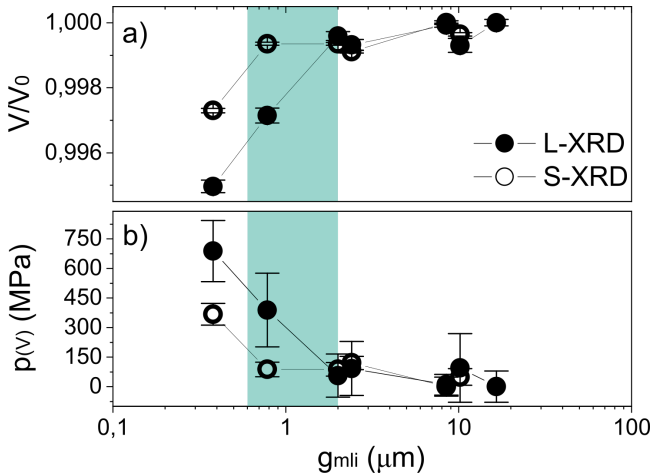 a)
V/V0
1,000
0,998
0,996
L-XRD
S-XRD
b)
p(V) (MPa)
750
600
450
300
150
0
0,1 1 10 100
gmli (μm)